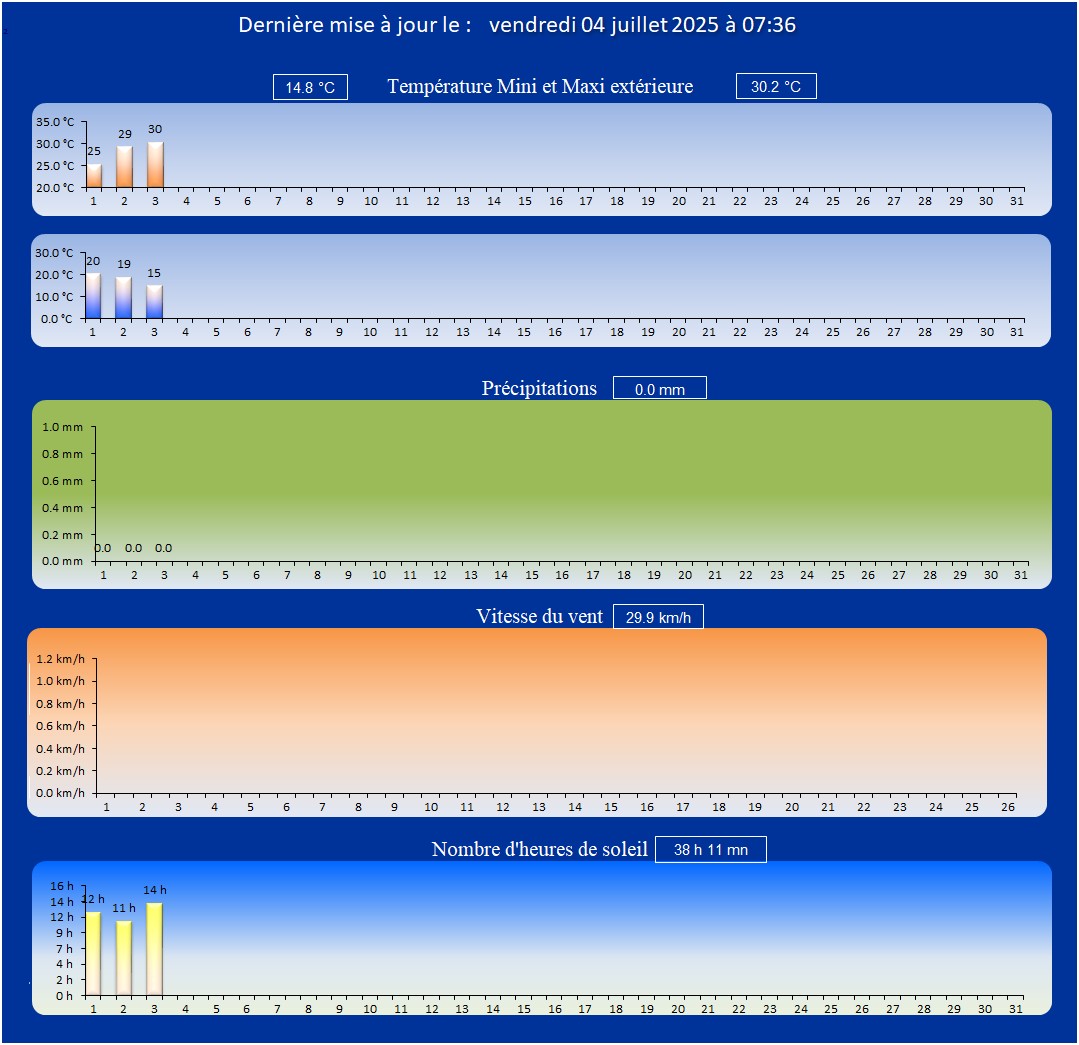 Dernière mise à jour le : vendredi 04 juillet 2025 à 07:36
14.8 °C Température Mini et Maxi extérieure 30.2 °C
35.0 °C
30.0 °C
25.0 °C
20.0 °C
25 29 30
1 2 3 4 5 6 7 8 9 10 11 12 13 14 15 16 17 18 19 20 21 22 23 24 25 26 27 28 29 30 31
30.0 °C
20.0 °C
10.0 °C
0.0 °C
20 19 15
1 2 3 4 5 6 7 8 9 10 11 12 13 14 15 16 17 18 19 20 21 22 23 24 25 26 27 28 29 30 31
Précipitations 0.0 mm
1.0 mm
0.8 mm
0.6 mm
0.4 mm
0.2 mm
0.0 mm
0.0 0.0 0.0
1 2 3 4 5 6 7 8 9 10 11 12 13 14 15 16 17 18 19 20 21 22 23 24 25 26 27 28 29 30 31
Vitesse du vent 29.9 km/h
1.2 km/h
1.0 km/h
0.8 km/h
0.6 km/h
0.4 km/h
0.2 km/h
0.0 km/h
1 2 3 4 5 6 7 8 9 10 11 12 13 14 15 16 17 18 19 20 21 22 23 24 25 26
Nombre d'heures de soleil 38 h 11 mn
16 h
14 h
12 h
9 h
7 h
4 h
2 h
0 h
12 h 11 h 14 h
1 2 3 4 5 6 7 8 9 10 11 12 13 14 15 16 17 18 19 20 21 22 23 24 25 26 27 28 29 30 31